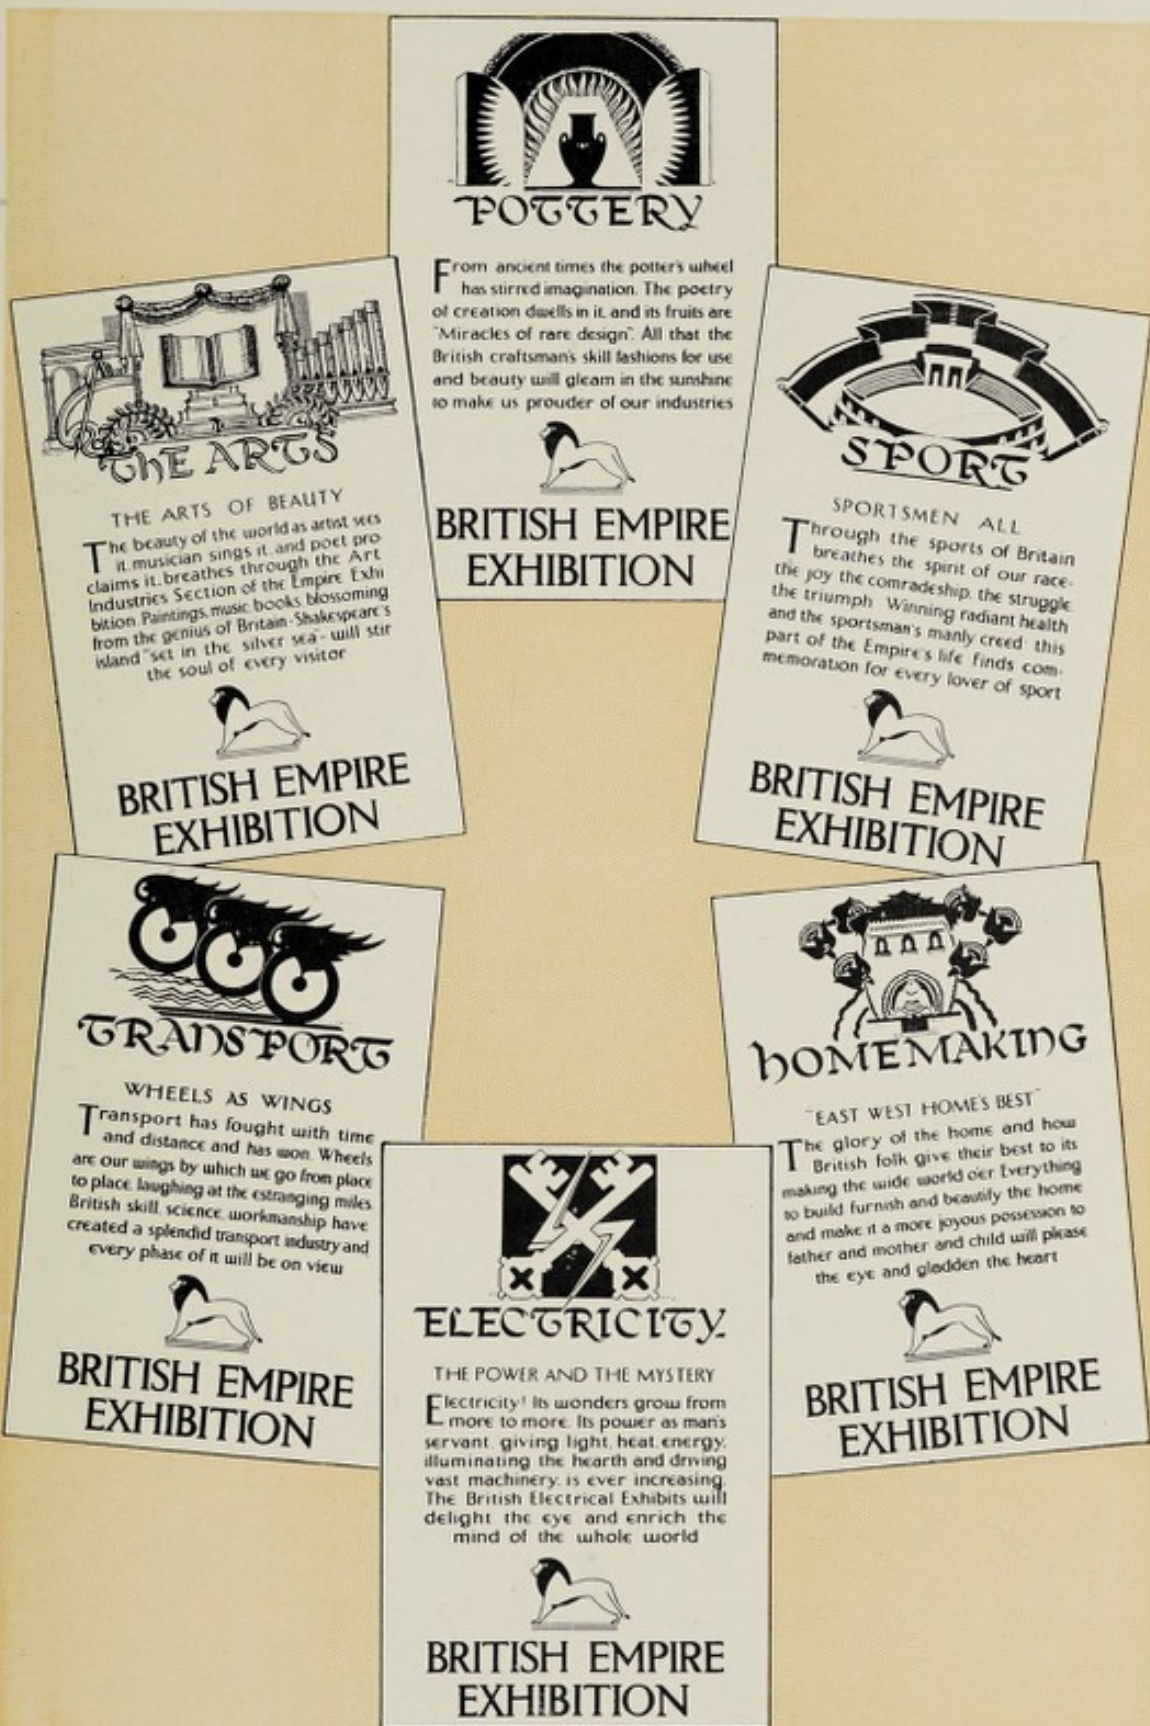 POTTERY
From ancient times the potter's wheel
has stirred imagination. The poetry
of creation dwells in it, and its fruits are
"Miracles of rare design". All that the
British craftsman's skill fashions for use
and beauty will gleam in the sunshine
to make us prouder of our industries
BRITISH EMPIRE
EXHIBITION
THE ARTS
THE ARTS OF BEAUTY
The beauty of the world as artist sees
it, musician sings it, and poet pro
claims it, breathes through the Art
Industries Section of the Empire Exhi
bition. Paintings, music books, blossoming
from the genius of Britain - Shakespeare's
island "set in the silver sea" - will stir
the soul of every visitor
BRITISH EMPIRE
EXHIBITION
SPORT
SPORTSMEN ALL
Through the sports of Britain
breathes the spirit of our race-
the joy the comradeship, the struggle
the triumph. Winning radiant health
and the sportsman's manly creed this
part of the Empire's life finds com-
memoration for every lover of sport
BRITISH EMPIRE
EXHIBITION
TRANSPORT
WHEELS AS WINGS
Transport has fought with time
and distance and has won. Wheels
are our wings by which we go from place
to place, laughing at the estranging miles.
British skill, science, workmanship have
created a splendid transport industry and
every phase of it will be on view
BRITISH EMPIRE
EXHIBITION
HOMEMAKING
"EAST WEST HOME'S BEST"
The glory of the home and how
British folk give their best to its
making the wide world o'er Everything
to build furnish and beautify the home
and make it a more joyous possession to
father and mother and child will please
the eye and gladden the heart
BRITISH EMPIRE
EXHIBITION
ELECTRICITY
THE POWER AND THE MYSTERY
Electricity! Its wonders grow from
more to more. Its power as man's
servant, giving light, heat, energy,
illuminating the hearth and driving
vast machinery, is ever increasing.
The British Electrical Exhibits will
delight the eye and enrich the
mind of the whole world
BRITISH EMPIRE
EXHIBITION